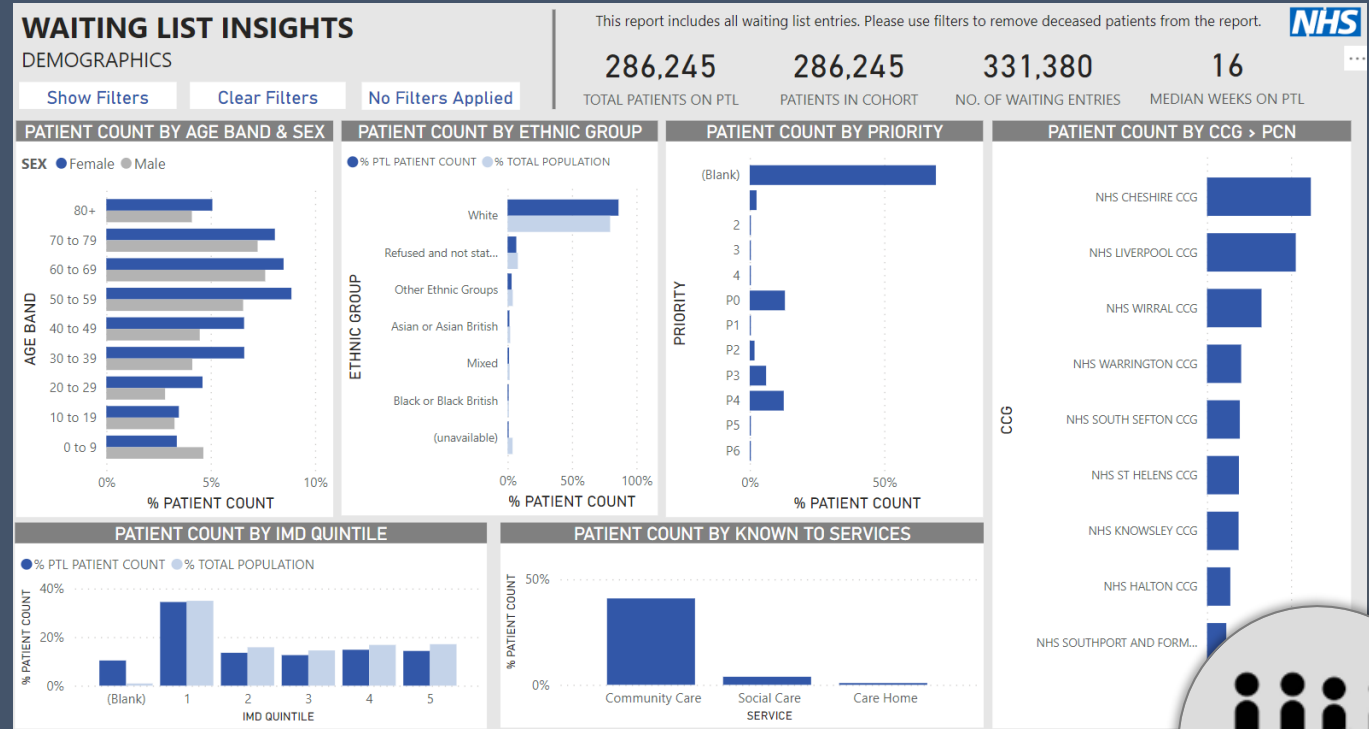 WAITING LIST INSIGHTS
DEMOGRAPHICS
Show Filters
Clear Filters
No Filters Applied
This report includes all waiting list entries. Please use filters to remove deceased patients from the report.
NHS
286,245
TOTAL PATIENTS ON PTL
286,245
PATIENTS IN COHORT
331,380
NO. OF WAITING ENTRIES
16
MEDIAN WEEKS ON PTL
PATIENT COUNT BY AGE BAND & SEX
SEX Female Male
AGE BAND
80+
70 to 79
60 to 69
50 to 59
40 to 49
30 to 39
20 to 29
10 to 19
0 to 9
0% 5% 10%
% PATIENT COUNT
PATIENT COUNT BY ETHNIC GROUP
% PTL PATIENT COUNT % TOTAL POPULATION
ETHNIC GROUP
White
Refused and not stat...
Other Ethnic Groups
Asian or Asian British
Mixed
Black or Black British
(unavailable)
0% 50% 100%
% PATIENT COUNT
PATIENT COUNT BY PRIORITY
PRIORITY
(Blank)
2
3
4
P0
P1
P2
P3
P4
P5
P6
0% 50%
% PATIENT COUNT
PATIENT COUNT BY CCG > PCN
CCG
NHS CHESHIRE CCG
NHS LIVERPOOL CCG
NHS WIRRAL CCG
NHS WARRINGTON CCG
NHS SOUTH SEFTON CCG
NHS ST HELENS CCG
NHS KNOWSLEY CCG
NHS HALTON CCG
NHS SOUTHPORT AND FORM...
PATIENT COUNT BY IMD QUINTILE
% PTL PATIENT COUNT % TOTAL POPULATION
% PATIENT COUNT
40%
20%
0%
(Blank) 1 2 3 4 5
IMD QUINTILE
PATIENT COUNT BY KNOWN TO SERVICES
% PATIENT COUNT
50%
0%
Community Care Social Care Care Home
SERVICE